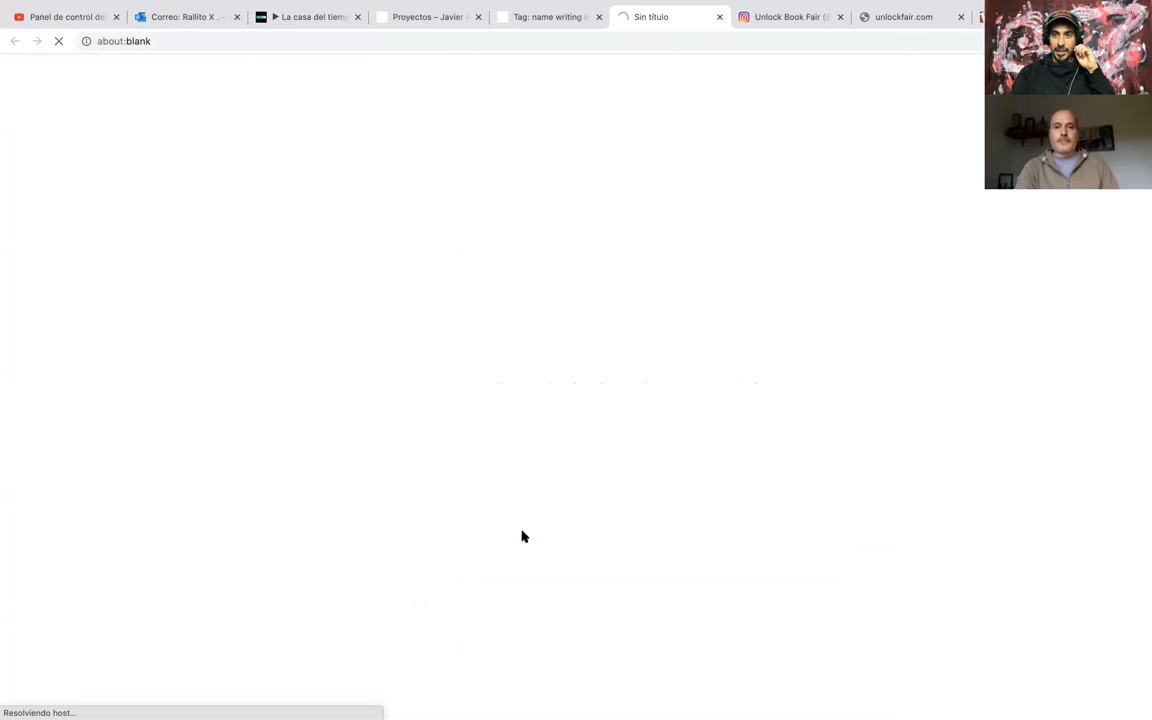 Panel de control del
Correo: Rallito X . -
La casa del tiemp
Proyectos – Javier A
Tag: name writing i
Sin título
Unlock Book Fair (@
unlockfair.com
about:blank
Resolviendo host...